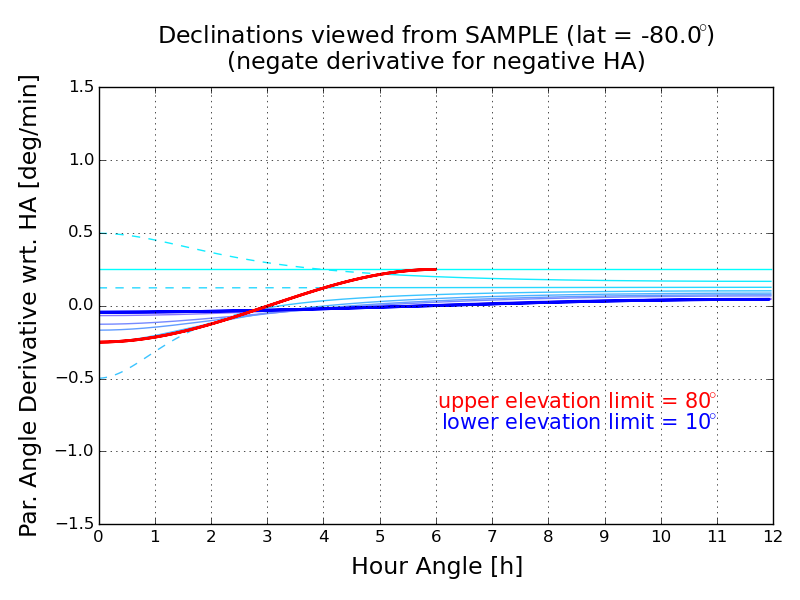 Declinations viewed from SAMPLE (lat = -80.0°)
(negate derivative for negative HA)
Par. Angle Derivative wrt. HA [deg/min]
1.5
1.0
0.5
0.0
−0.5
−1.0
−1.5
upper elevation limit = 80°
lower elevation limit = 10°
0 1 2 3 4 5 6 7 8 9 10 11 12
Hour Angle [h]